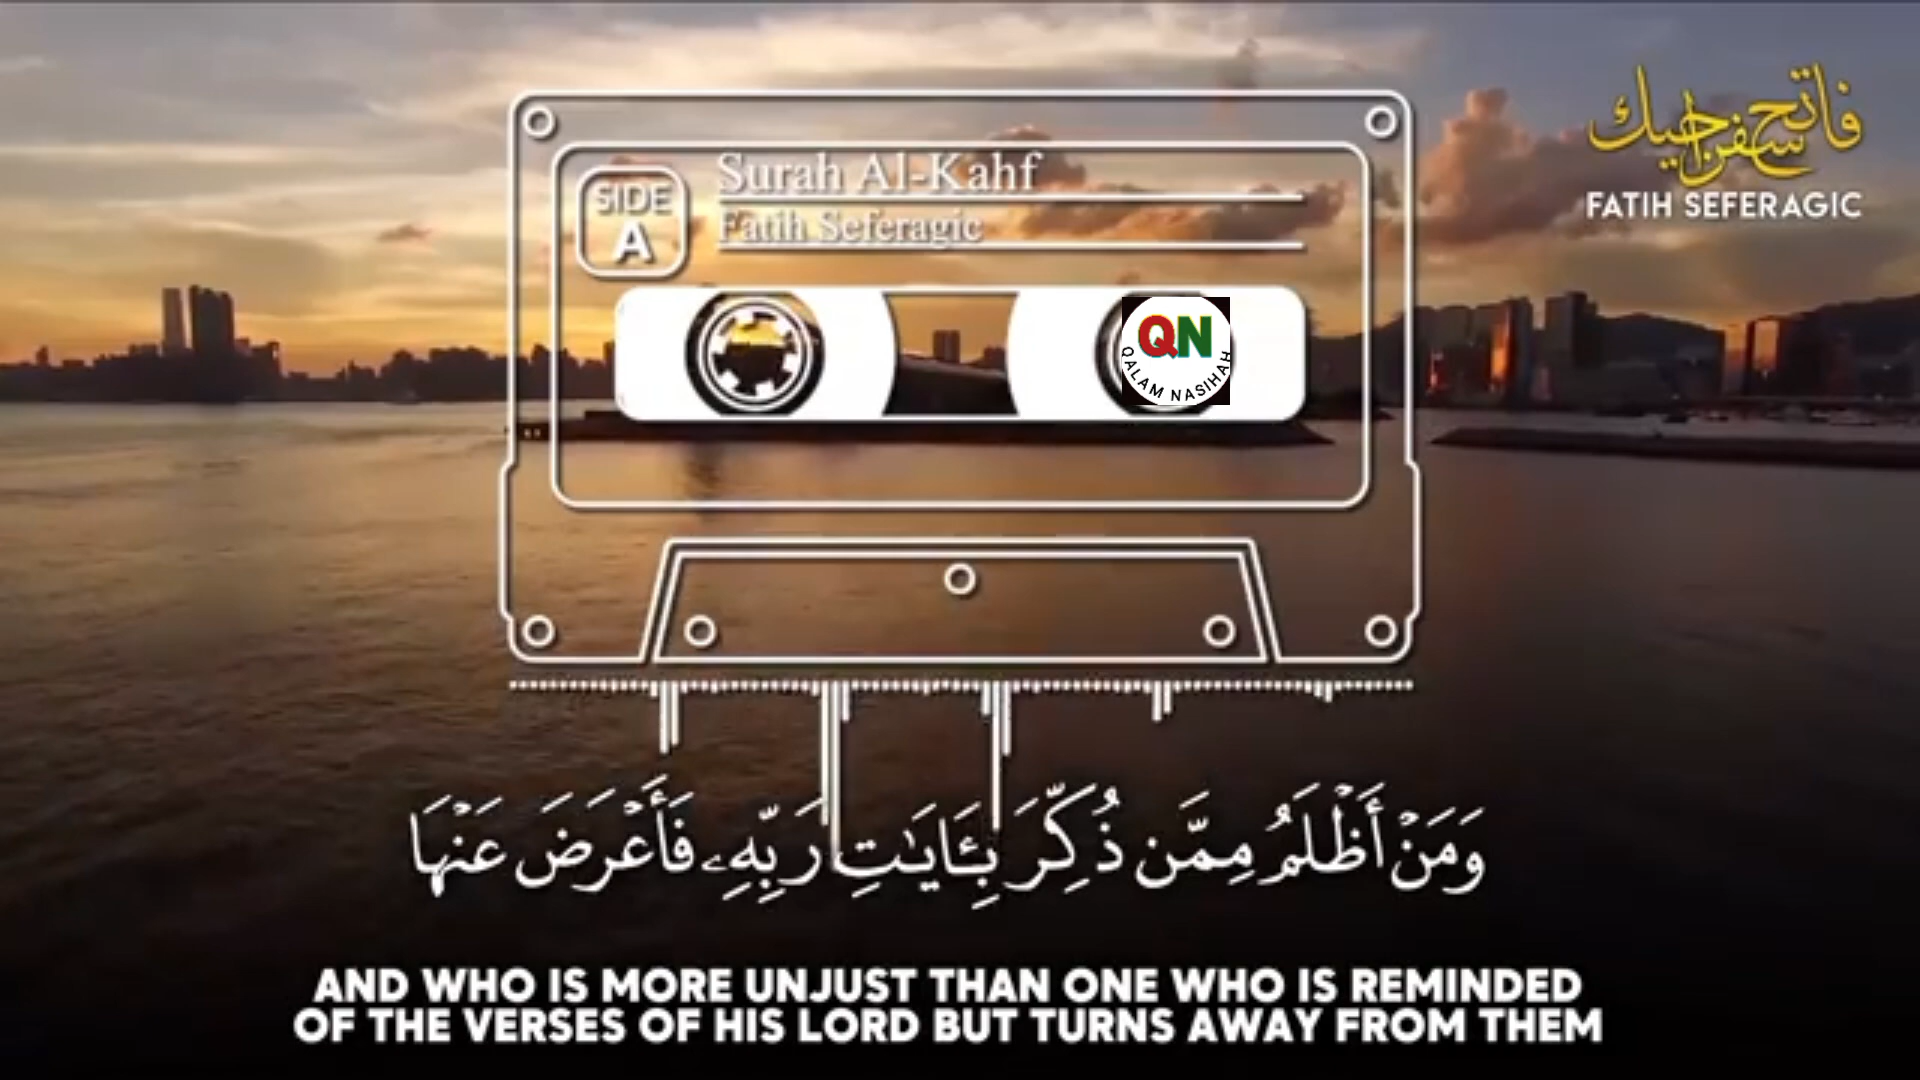 فاتح سفراجيك
FATIH SEFERAGIC
SIDE
A
Surah Al-Kahf
Fatih Seferagic
QN
QALAM NASIHAH
وَمَنۡ أَظۡلَمُ مِمَّن ذُكِّرَ بِـَٔايَٰتِ رَبِّهِۦ فَأَعۡرَضَ عَنۡهَا
AND WHO IS MORE UNJUST THAN ONE WHO IS REMINDED
OF THE VERSES OF HIS LORD BUT TURNS AWAY FROM THEM